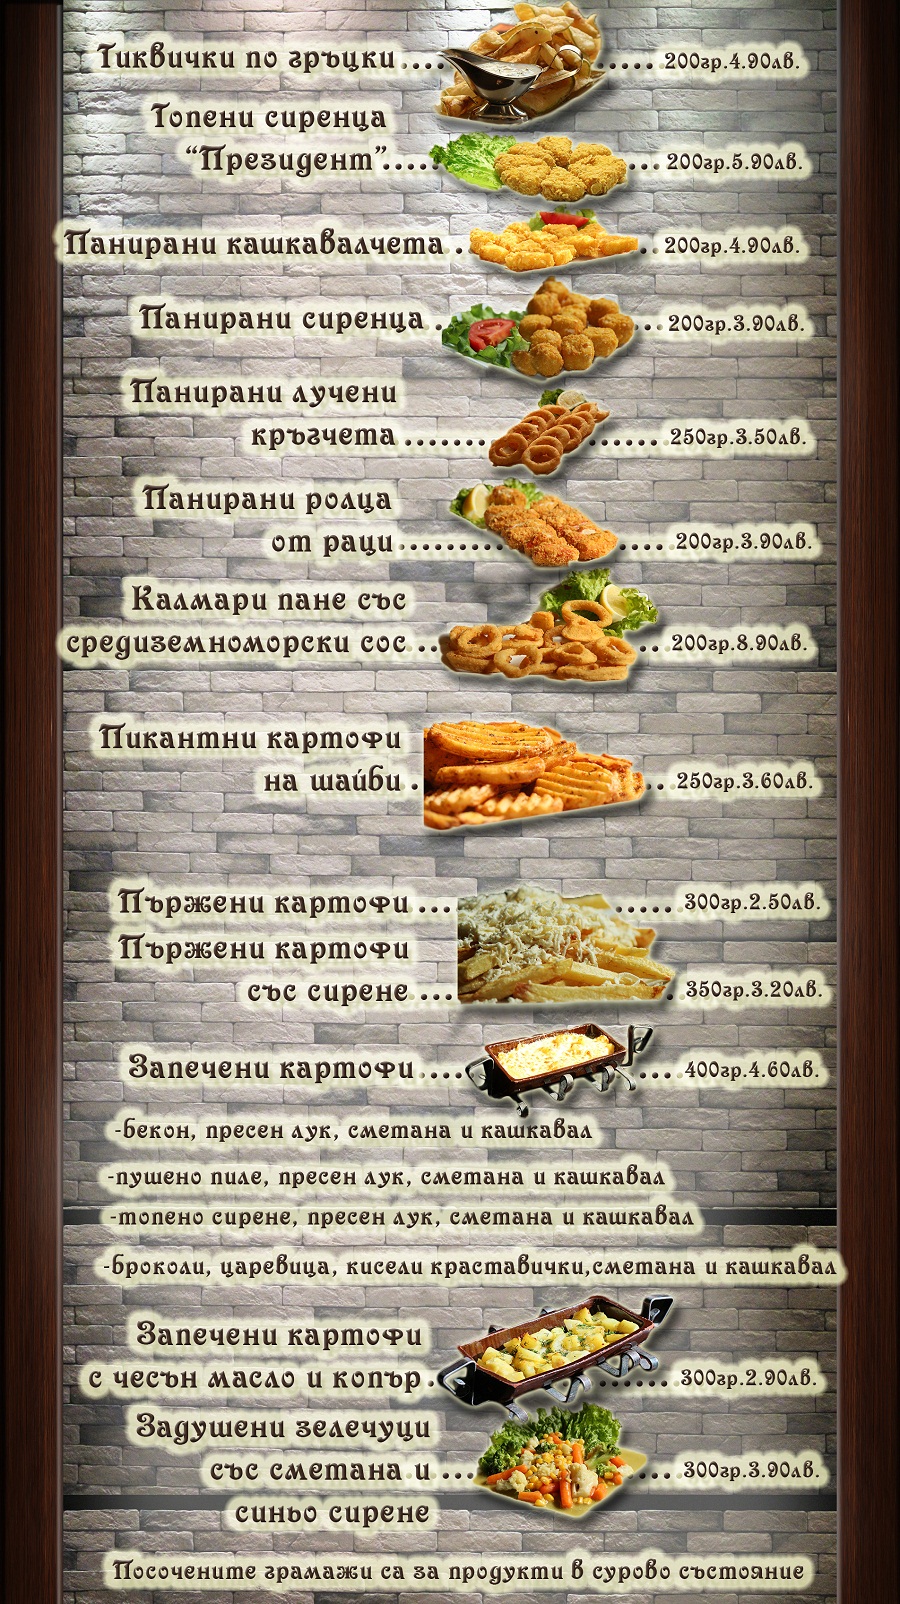 Тиквички по гръцки....
.....200гр.4.90лв.
Топени сиренца
“Президент”.....
...200гр.5.90лв.
Панирани кашкавалчета .
..200гр.4.90лв.
Панирани сиренца .
...200гр.3.90лв.
Панирани лучени
кръгчета.......
......250гр.3.50лв.
Панирани ролца
от раци.........
....200гр.3.90лв.
Калмари пане със
средиземноморски сос..
..200гр.8.90лв.
Пикантни картофи
на шайби .
..250гр.3.60лв.
Пържени картофи...
.....300гр.2.50лв.
Пържени картофи
със сирене....
.350гр.3.20лв.
Запечени картофи....
...400гр.4.60лв.
-бекон, пресен лук, сметана и кашкавал
-пушено пиле, пресен лук, сметана и кашкавал
-топено сирене, пресен лук, сметана и кашкавал
-броколи, царевица, кисели краставички,сметана и кашкавал
Запечени картофи
с чесън масло и копър.
......300гр.2.90лв.
Задушени зелечуци
със сметана и ...
...300гр.3.90лв.
синьо сирене
Посочените грамажи са за продукти в сурово състояние